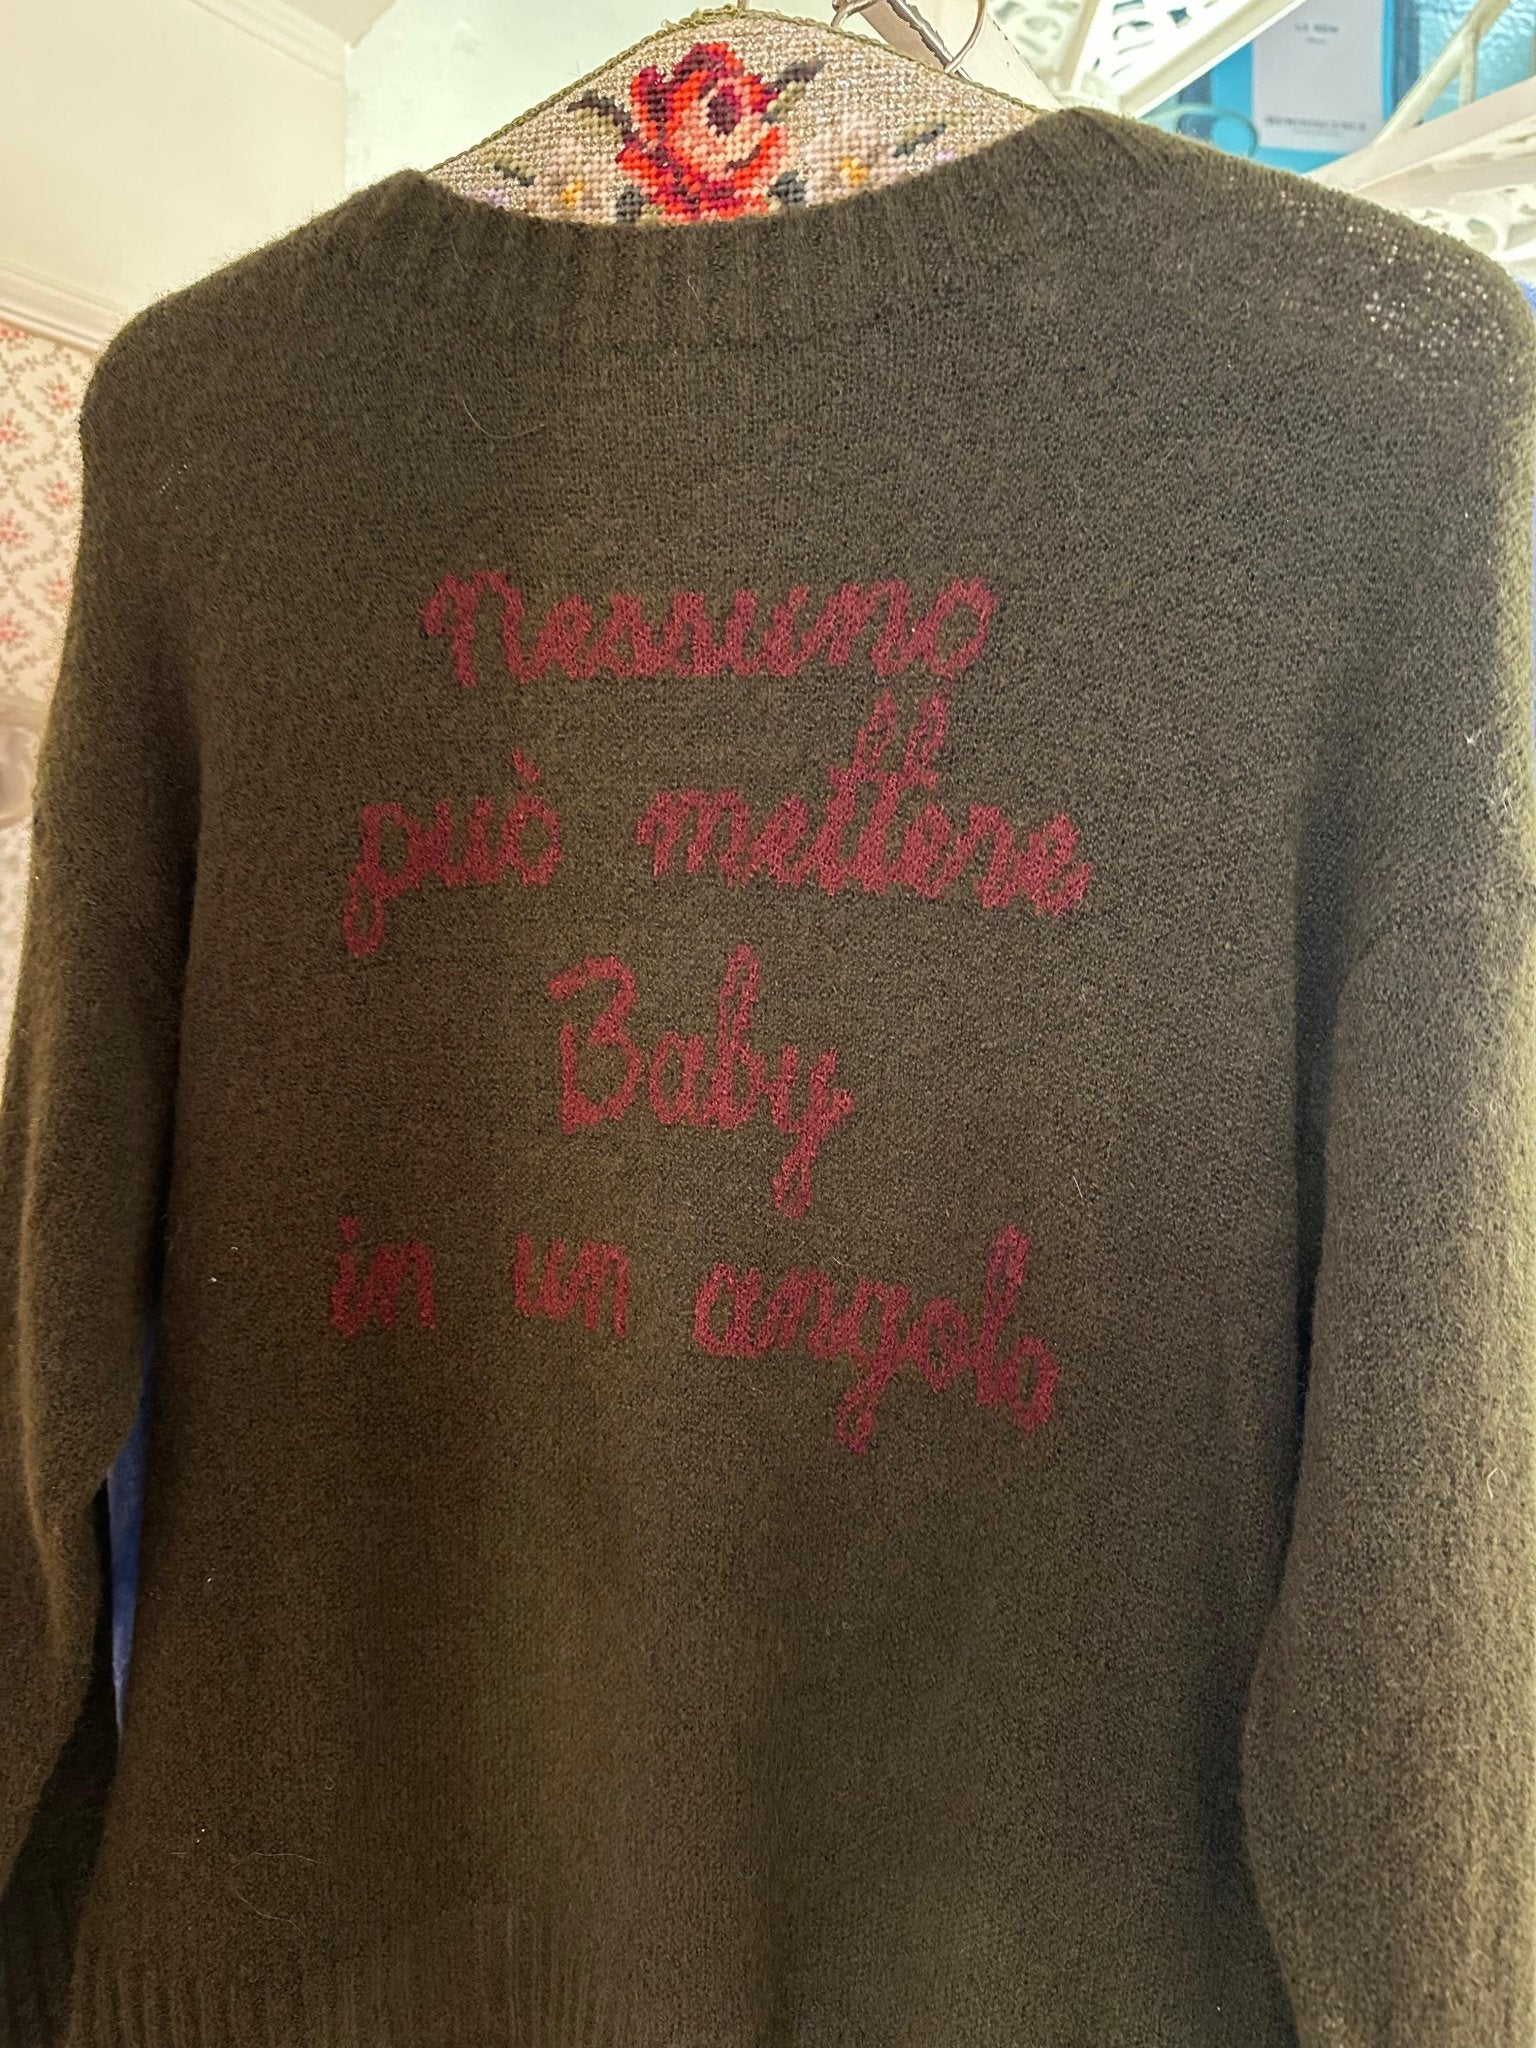 Nessuno
può mettere
Baby
in un angolo